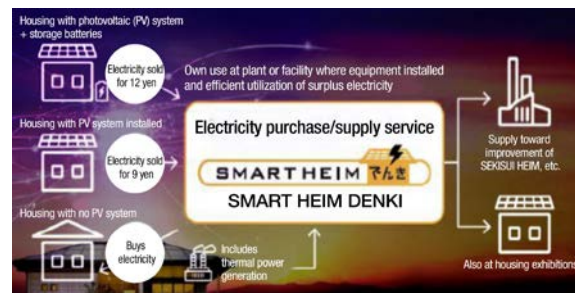 Housing with photovoltaic (PV) system
+ storage batteries
Electricity sold
for 12 yen
Own use at plant or facility where equipment installed
and efficient utilization of surplus electricity
Housing with PV system installed
Electricity sold
for 9 yen
Electricity purchase/supply service
SMART HEIM でんき
SMART HEIM DENKI
Supply toward
improvement of
SEKISUI HEIM, etc.
Housing with no PV system
Buys
electricity
Includes
thermal power
generation
Also at housing exhibitions